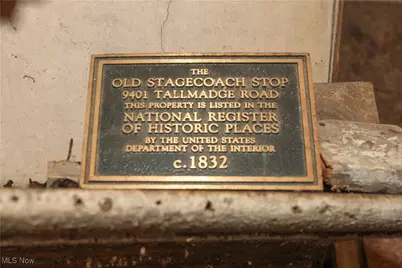 THE
OLD STAGECOACH STOP
9401 TALLMADGE ROAD
THIS PROPERTY IS LISTED IN THE
NATIONAL REGISTER
OF HISTORIC PLACES
BY THE UNITED STATES
DEPARTMENT OF THE INTERIOR
c.1832
MLS Now